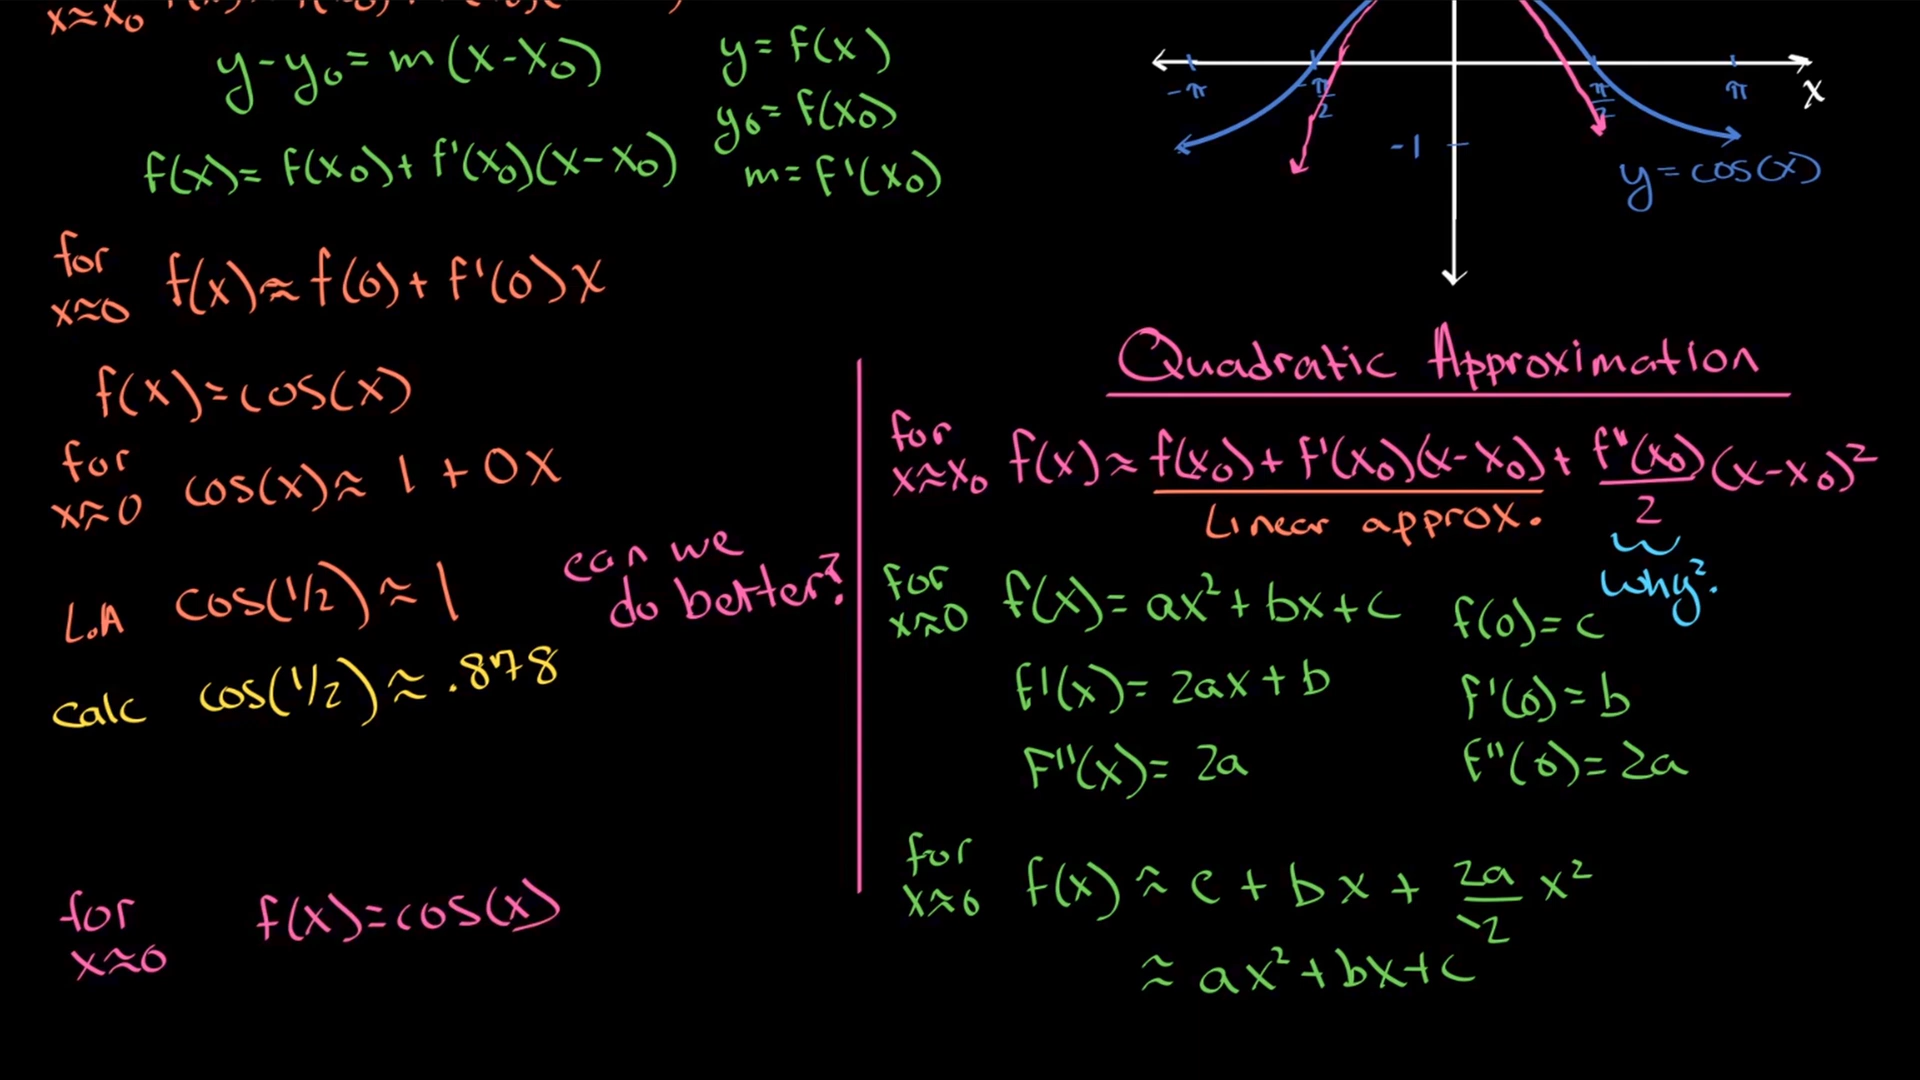 x≈x₀
y-y₀=m(x-x₀)
y=f(x)
y₀=f(x₀)
f(x)=f(x₀)+f'(x₀)(x-x₀)
m=f'(x₀)
-π
-π/2
π/2
π
x
-1
y=cos(x)
for x≈0 f(x)≈f(0)+f'(0)x
f(x)=cos(x)
for x≈0 cos(x)≈1+0x
L.A cos(1/2)≈1
can we
do better?
calc cos(1/2)≈.878
for x≈0 f(x)=cos(x)
Quadratic Approximation
for x≈x₀ f(x)≈f(x₀)+f'(x₀)(x-x₀)+f''(x₀)/2(x-x₀)²
Linear approx.
why?
for x≈0 f(x)=ax²+bx+c f(0)=c
f'(x)=2ax+b f'(0)=b
f''(x)=2a f''(0)=2a
for x≈0 f(x)≈c+bx+2a/2x²
≈ax²+bx+c